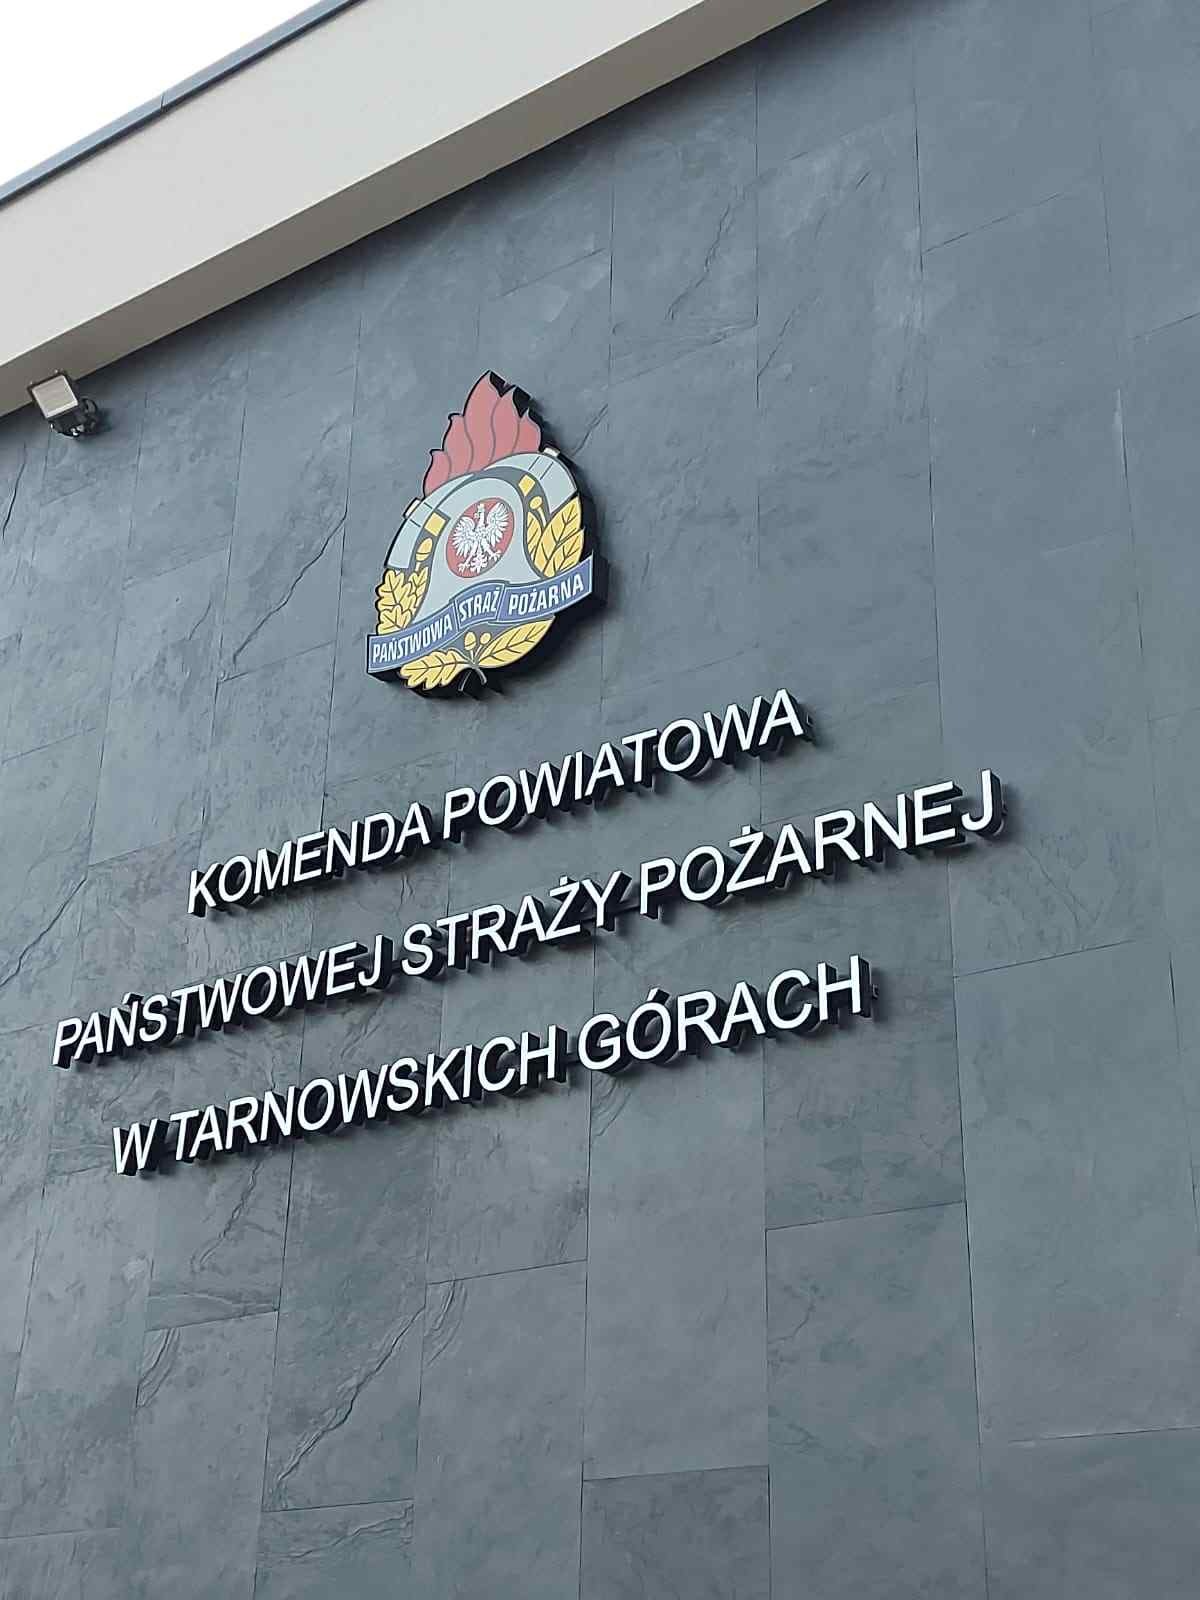 PAŃSTWOWA STRAŻ POŻARNA
KOMENDA POWIATOWA
PAŃSTWOWEJ STRAŻY POŻARNEJ
W TARNOWSKICH GÓRACH